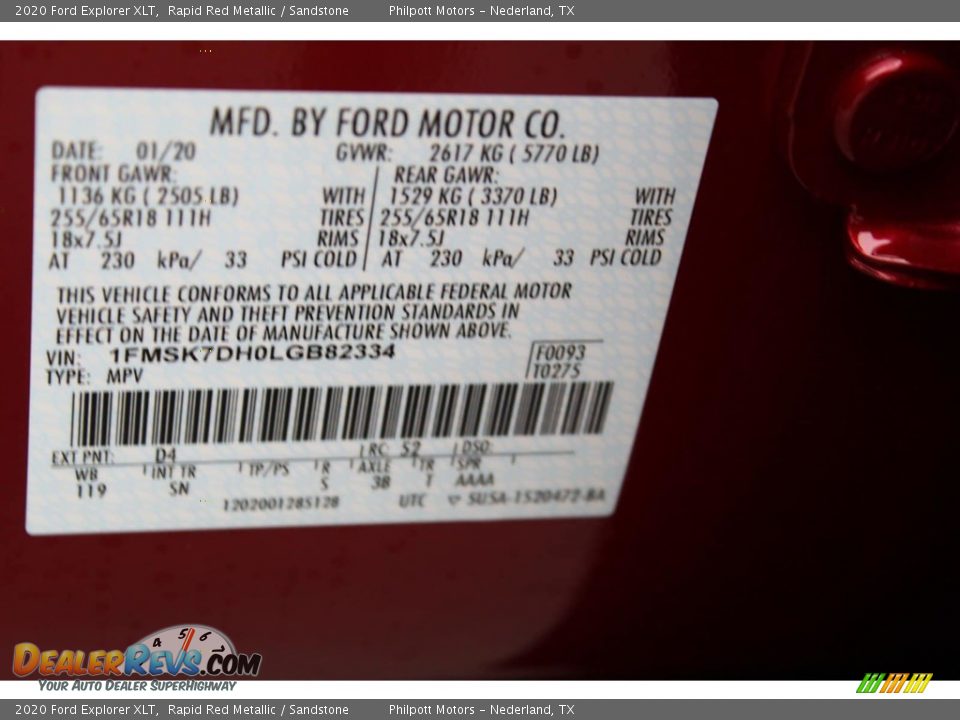 2020 Ford Explorer XLT, Rapid Red Metallic / Sandstone Philpott Motors – Nederland, TX
MFD. BY FORD MOTOR CO.
DATE: 01/20 GVWR: 2617 KG ( 5770 LB)
FRONT GAWR: REAR GAWR:
1136 KG ( 2505 LB) WITH 1529 KG ( 3370 LB) WITH
255/65R18 111H TIRES 255/65R18 111H TIRES
18x7.5J RIMS 18x7.5J RIMS
AT 230 kPa/ 33 PSI COLD AT 230 kPa/ 33 PSI COLD
THIS VEHICLE CONFORMS TO ALL APPLICABLE FEDERAL MOTOR
VEHICLE SAFETY AND THEFT PREVENTION STANDARDS IN
EFFECT ON THE DATE OF MANUFACTURE SHOWN ABOVE.
VIN: 1FMSK7DH0LGB82334 F0093
TYPE: MPV T0275
EXT PNT: D4 RC: 52 DSO:
WB INT TR TP/PS R AXLE TR SPR
119 SN S 3B T AAAA
1202001285128 UTC SUSA-1520472-BA
4 5 6
DEALERREVS.COM
YOUR AUTO DEALER SUPERHIGHWAY
2020 Ford Explorer XLT, Rapid Red Metallic / Sandstone Philpott Motors – Nederland, TX